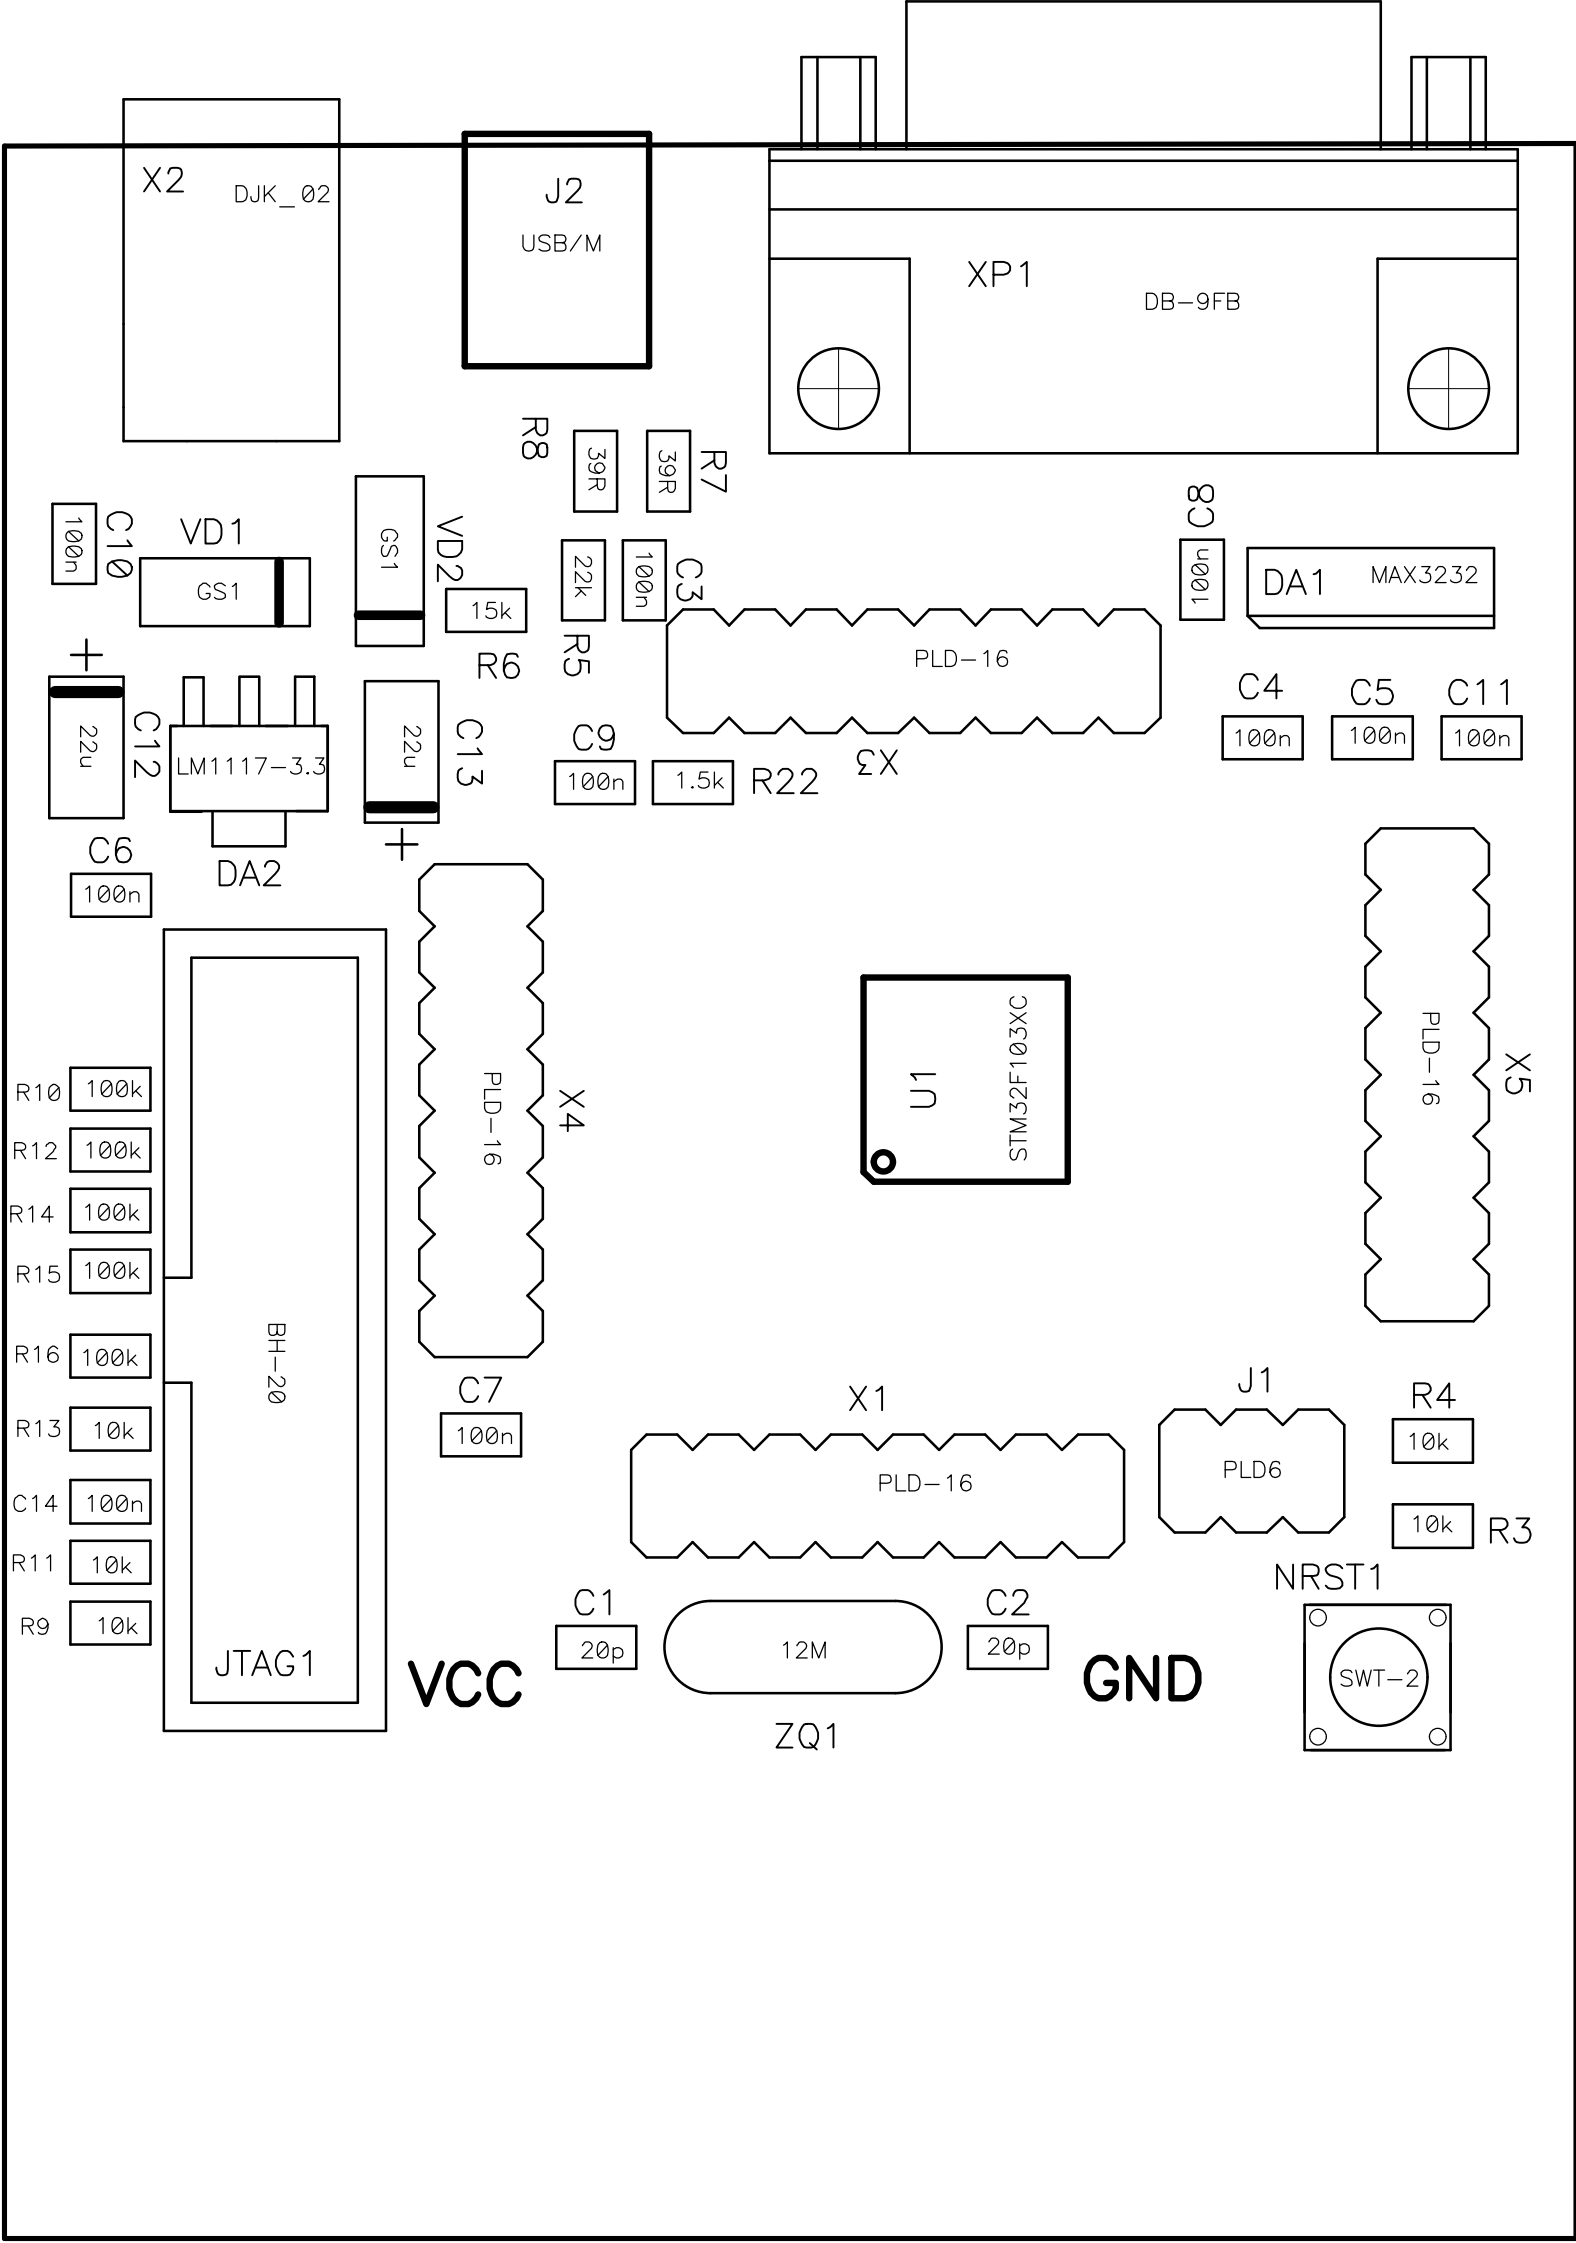 X2
DJK_02
J2
USB/M
XP1
DB-9FB
R8
39R
39R
R7
C10
100n
VD1
GS1
GS1
VD2
15k
R6
22k
R5
100n
C3
C8
100n
DA1
MAX3232
PLD-16
X3
C4
100n
C5
100n
C11
100n
+
22u
C12
LM1117-3.3
DA2
22u
C13
+
C9
100n
1.5k
R22
C6
100n
PLD-16
X4
U1
STM32F103XC
PLD-16
X5
R10
100k
R12
100k
R14
100k
R15
100k
R16
100k
R13
10k
C14
100n
R11
10k
R9
10k
BH-20
JTAG1
C7
100n
X1
PLD-16
J1
PLD6
R4
10k
10k
R3
NRST1
SWT-2
VCC
C1
20p
12M
ZQ1
C2
20p
GND